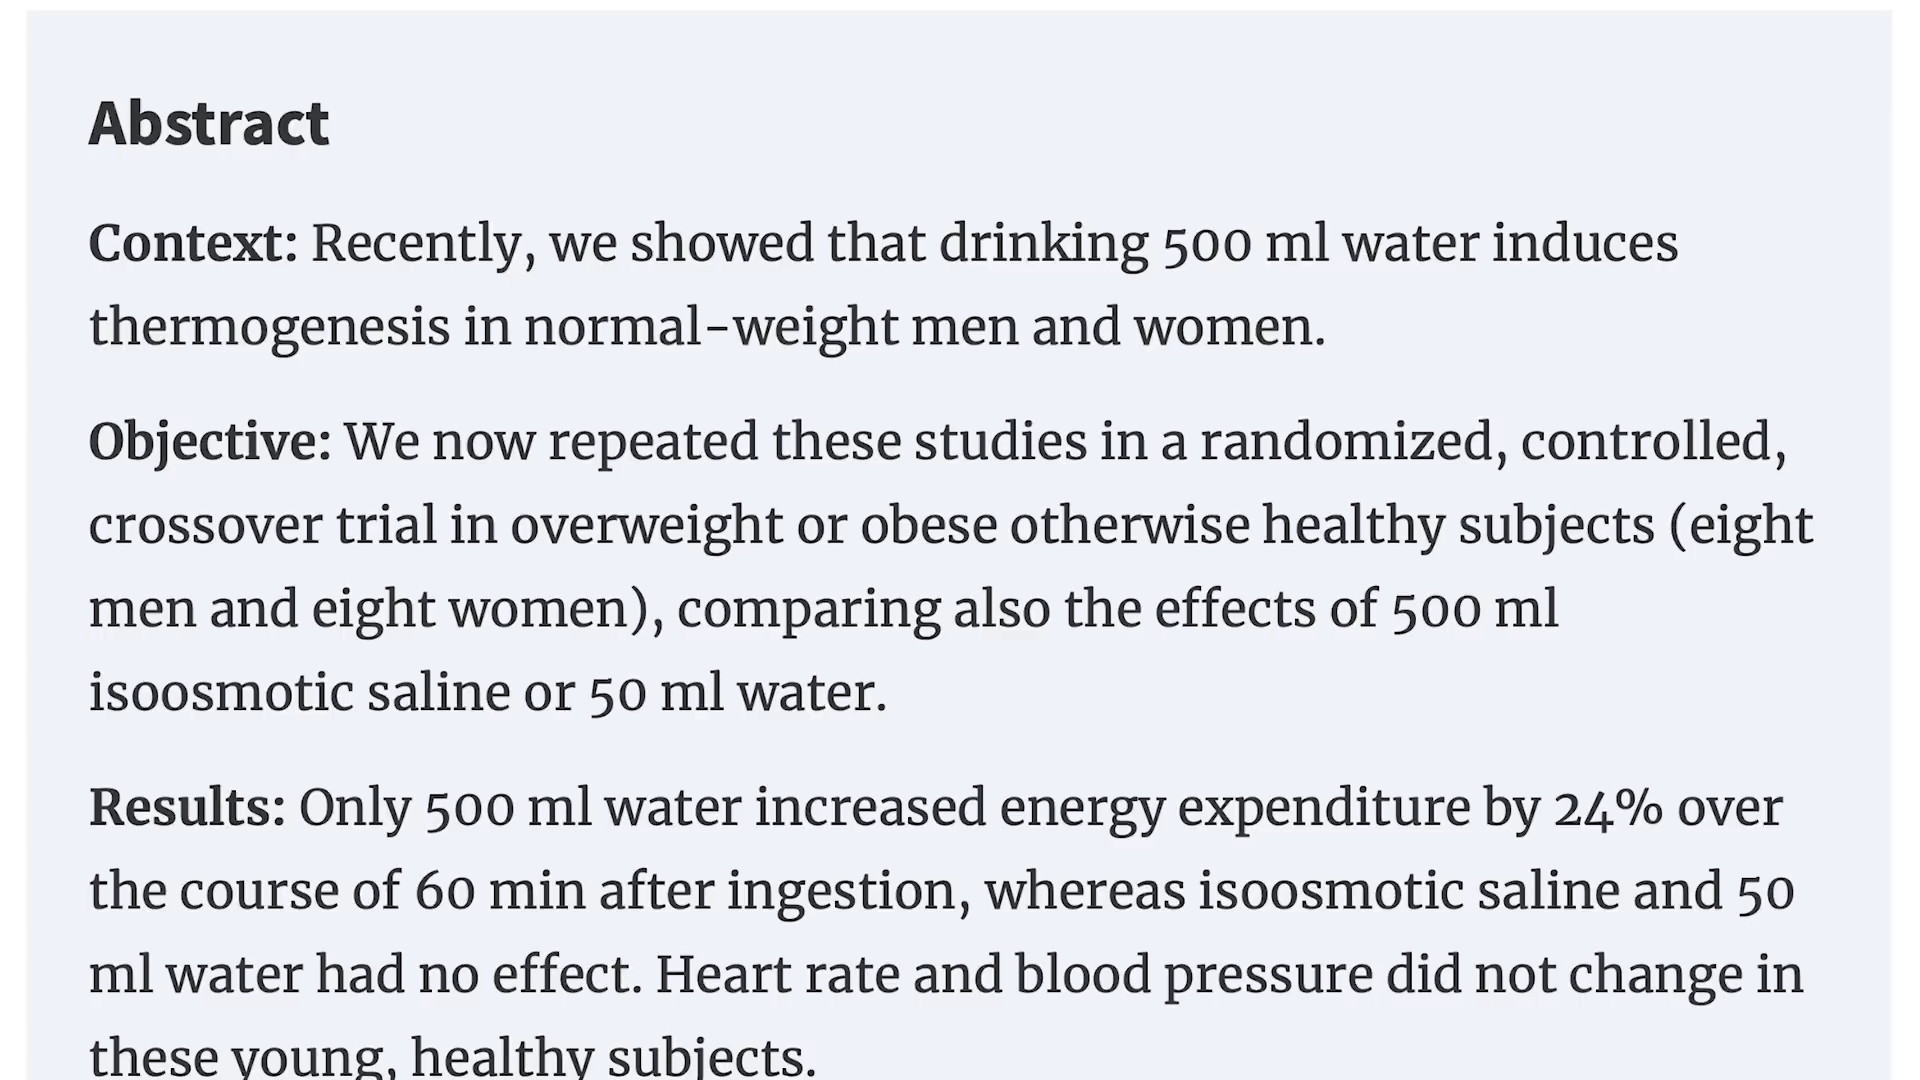 Abstract
Context: Recently, we showed that drinking 500 ml water induces
thermogenesis in normal-weight men and women.
Objective: We now repeated these studies in a randomized, controlled,
crossover trial in overweight or obese otherwise healthy subjects (eight
men and eight women), comparing also the effects of 500 ml
isoosmotic saline or 50 ml water.
Results: Only 500 ml water increased energy expenditure by 24% over
the course of 60 min after ingestion, whereas isoosmotic saline and 50
ml water had no effect. Heart rate and blood pressure did not change in
these young, healthy subjects.